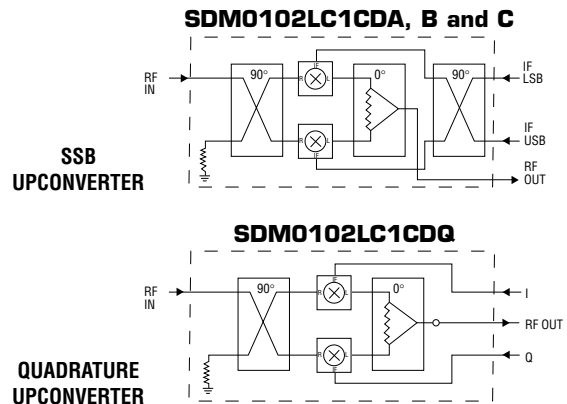 SDM0102LC1CDA, B and C
RF
IN
90°
R
L
IF
0°
90°
IF
LSB
R
L
IF
IF
USB
RF
OUT
SSB
UPCONVERTER
SDM0102LC1CDQ
RF
IN
90°
IF
R
L
0°
I
RF OUT
R
L
IF
Q
QUADRATURE
UPCONVERTER